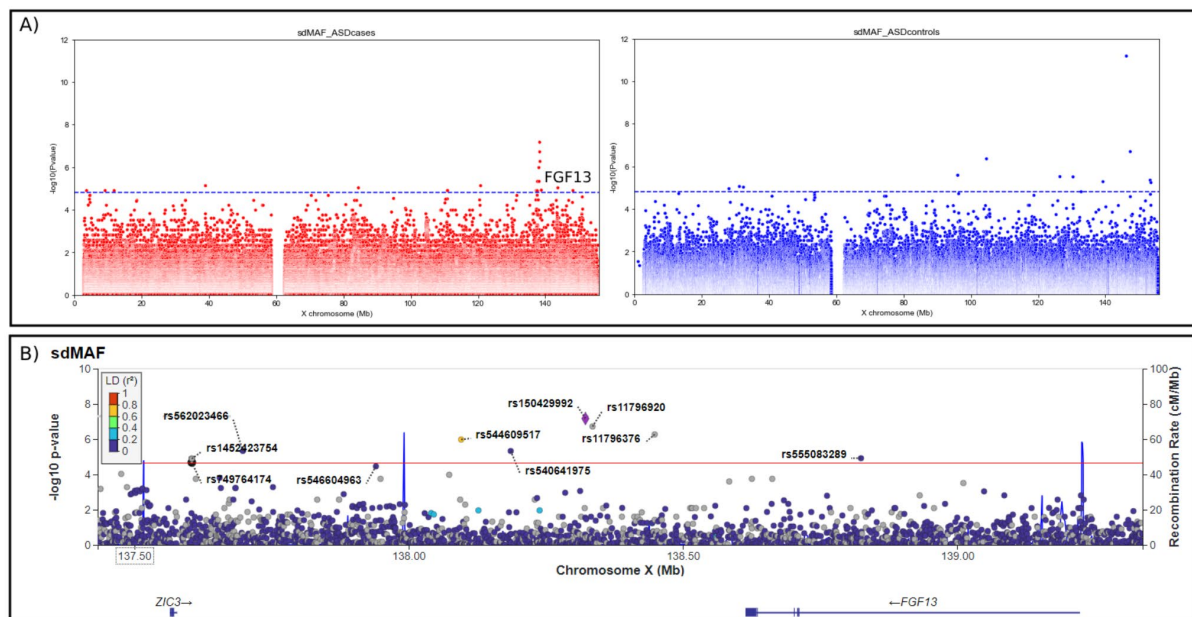 A)
sdMAF_ASDcases
12
10
8
6
4
2
0
-log10(Pvalue)
FGF13
0 20 40 60 80 100 120 140
X chromosome (Mb)
sdMAF_ASDcontrols
12
10
8
6
4
2
0
-log10(Pvalue)
0 20 40 60 80 100 120 140
X chromosome (Mb)
B) sdMAF
10
8
6
4
2
0
-log10 p-value
LD (r²)
1
0.8
0.6
0.4
0.2
0
rs562023466
rs1452423754
rs749764174
rs546604963
rs544609517
rs150429992
rs11796920
rs11796376
rs540641975
rs555083289
100
80
60
40
20
0
Recombination Rate (cM/Mb)
137.50 138.00 138.50 139.00
Chromosome X (Mb)
ZIC3→
←FGF13